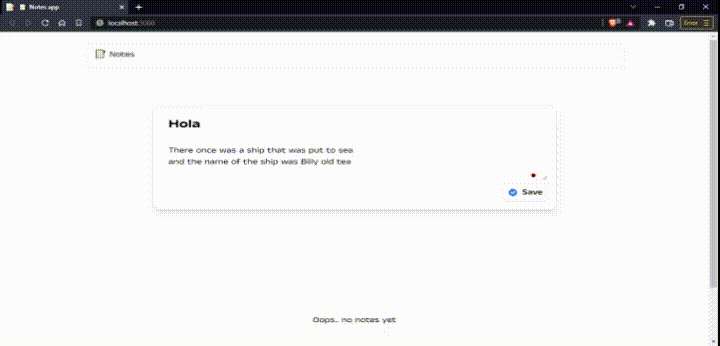 Notes app
localhost:3000
Error
Notes
Hola
There once was a ship that was put to sea
and the name of the ship was Billy old tea
Save
Oops.. no notes yet